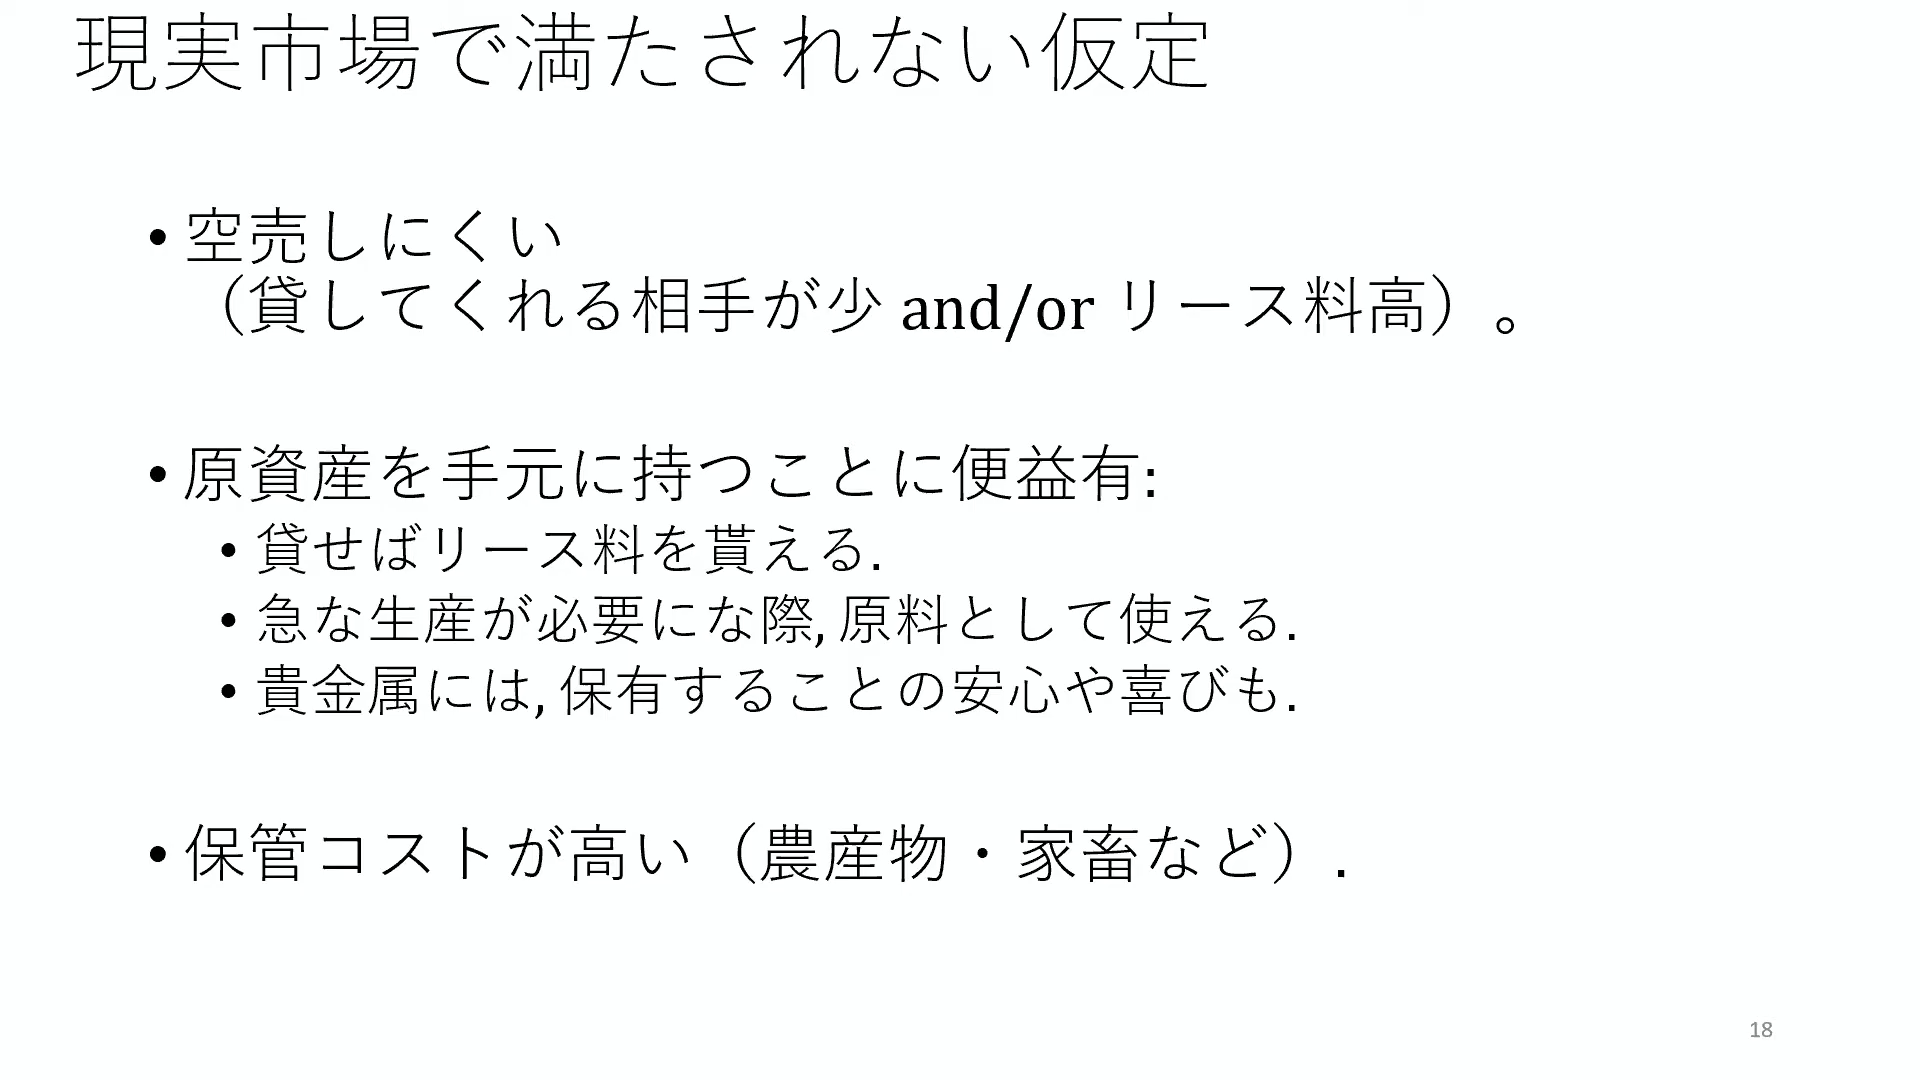 現実市場で満たされない仮定
• 空売しにくい
（貸してくれる相手が少 and/or リース料高）。
• 原資産を手元に持つことに便益有:
• 貸せばリース料を貰える.
• 急な生産が必要にな際, 原料として使える.
• 貴金属には, 保有することの安心や喜びも.
• 保管コストが高い（農産物・家畜など）.
18